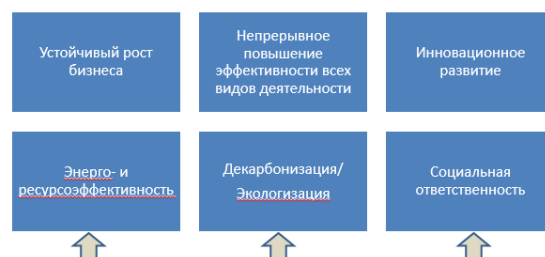 Устойчивый рост
бизнеса
Непрерывное
повышение
эффективности всех
видов деятельности
Инновационное
развитие
Энерго- и
ресурсоэффективность
Декарбонизация/
Экологизация
Социальная
ответственность